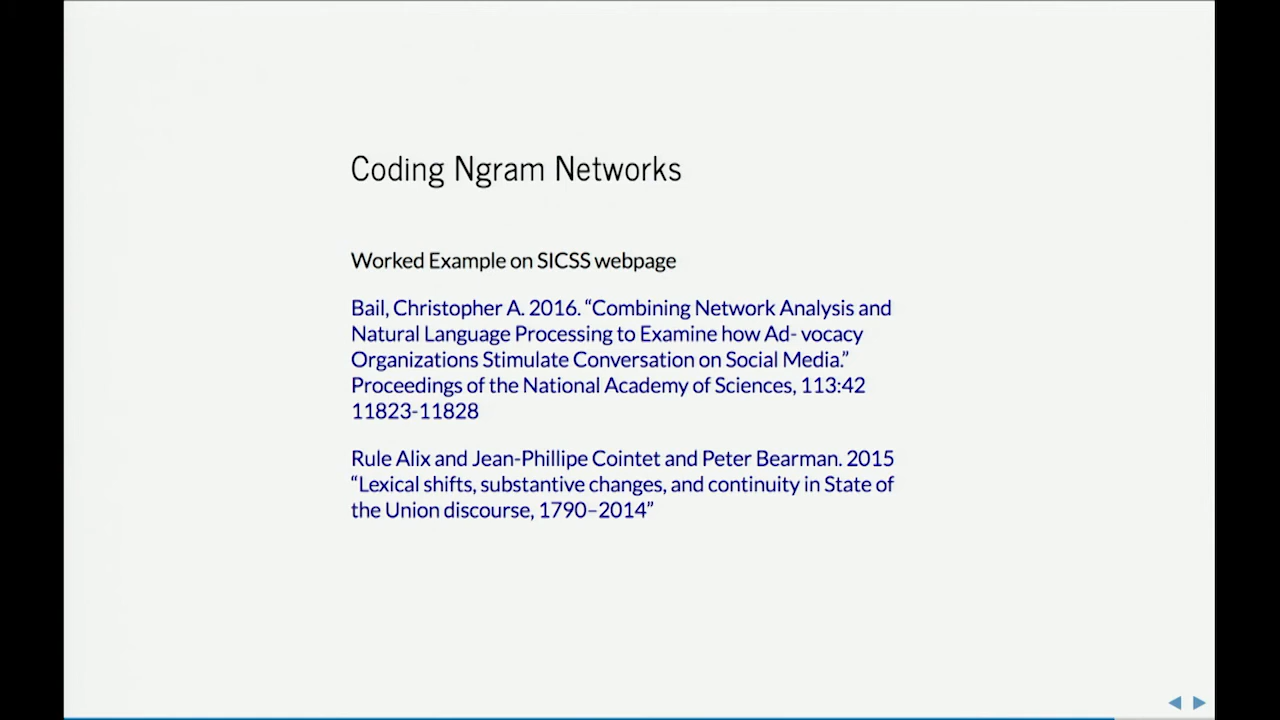 Coding Ngram Networks
Worked Example on SICSS webpage
Bail, Christopher A. 2016. “Combining Network Analysis and
Natural Language Processing to Examine how Ad- vocacy
Organizations Stimulate Conversation on Social Media.”
Proceedings of the National Academy of Sciences, 113:42
11823-11828
Rule Alix and Jean-Phillipe Cointet and Peter Bearman. 2015
“Lexical shifts, substantive changes, and continuity in State of
the Union discourse, 1790–2014”